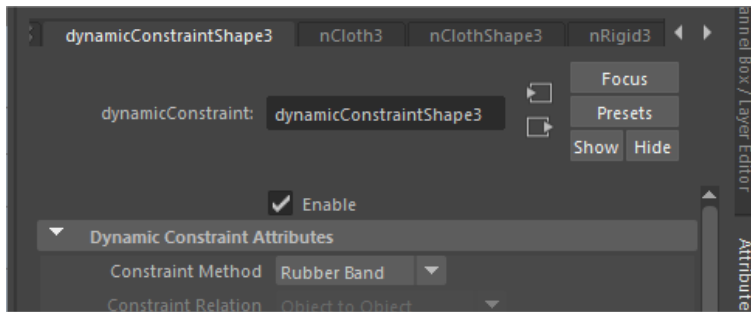 dynamicConstraintShape3 nCloth3 nClothShape3 nRigid3
Focus
dynamicConstraint: dynamicConstraintShape3 Presets
Show Hide
Enable
Dynamic Constraint Attributes
Constraint Method Rubber Band
Constraint Relation Object to Object
annel Box / Layer Editor
Attribute